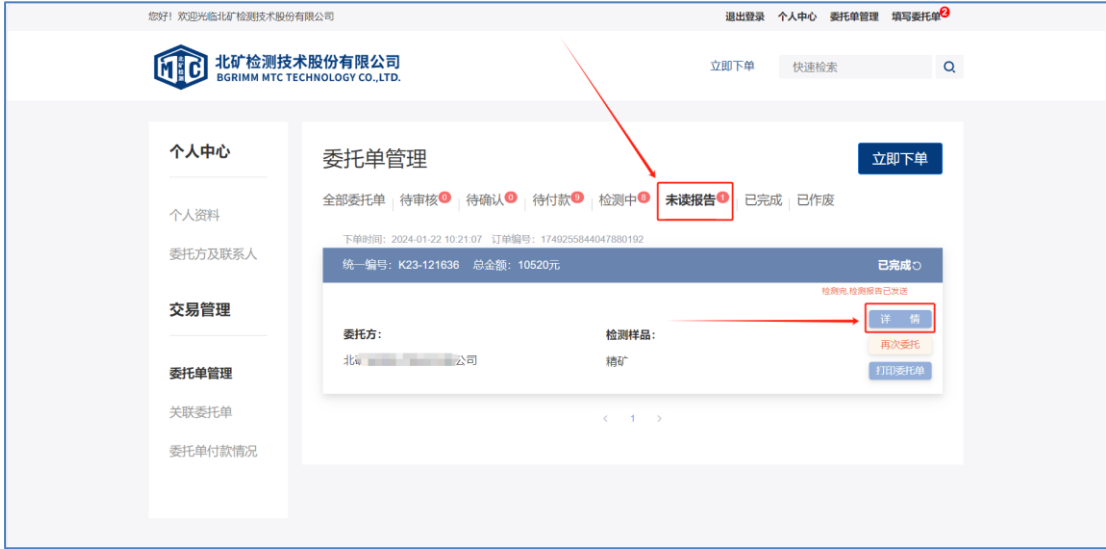 您好！欢迎光临北矿检测技术股份有限公司 退出登录 个人中心 委托单管理 填写委托单2
MTC 北矿检测技术股份有限公司 立即下单 快速检索
BGRIMM MTC TECHNOLOGY CO.,LTD.
个人中心
个人资料
委托方及联系人
交易管理
委托单管理
关联委托单
委托单付款情况
委托单管理 立即下单
全部委托单 待审核0 待确认0 待付款9 检测中8 未读报告1 已完成 已作废
下单时间：2024-01-22 10:21:07 订单编号：1749255844047880192
统一编号：K23-121636 总金额：10520元 已完成
检测完,检测报告已发送
详 情
委托方： 检测样品： 再次委托
北 公司 精矿 打印委托单
< 1 >